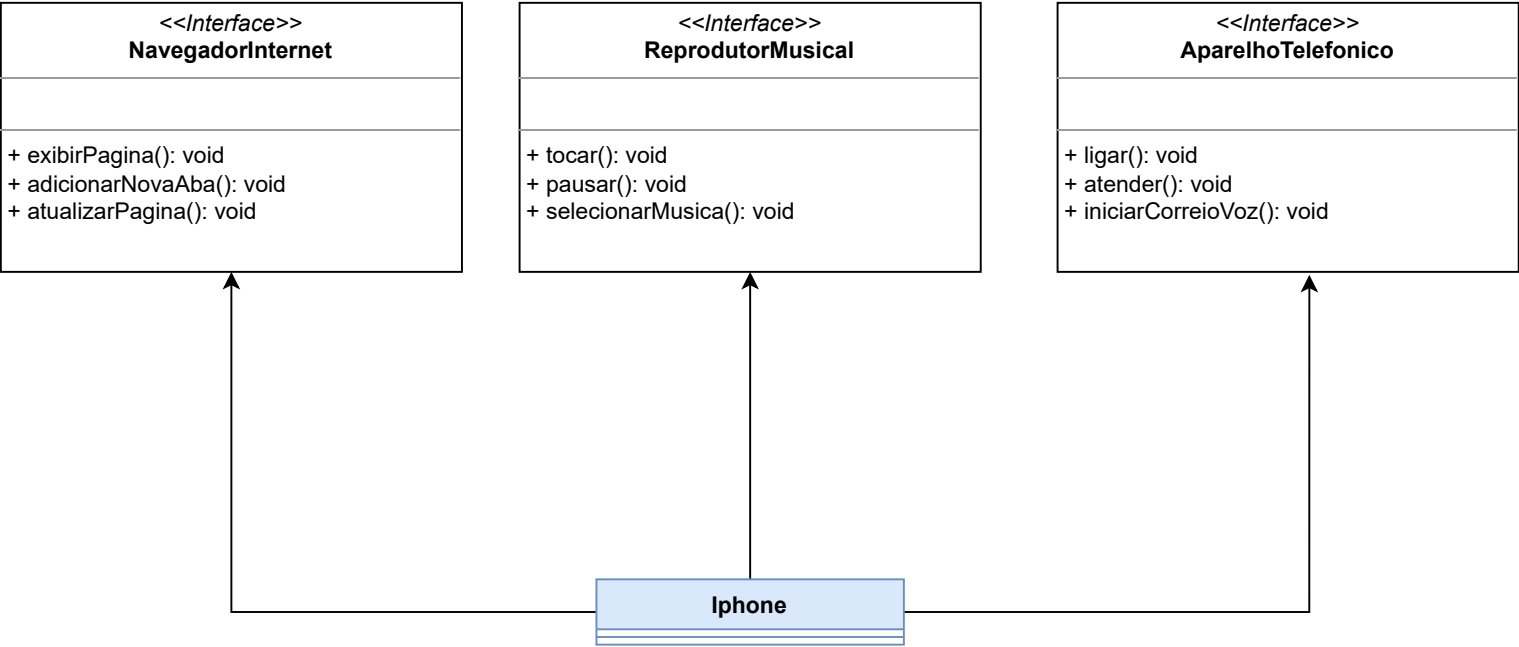 <<Interface>>
NavegadorInternet
+ exibirPagina(): void
+ adicionarNovaAba(): void
+ atualizarPagina(): void
<<Interface>>
ReprodutorMusical
+ tocar(): void
+ pausar(): void
+ selecionarMusica(): void
<<Interface>>
AparelhoTelefonico
+ ligar(): void
+ atender(): void
+ iniciarCorreioVoz(): void
Iphone